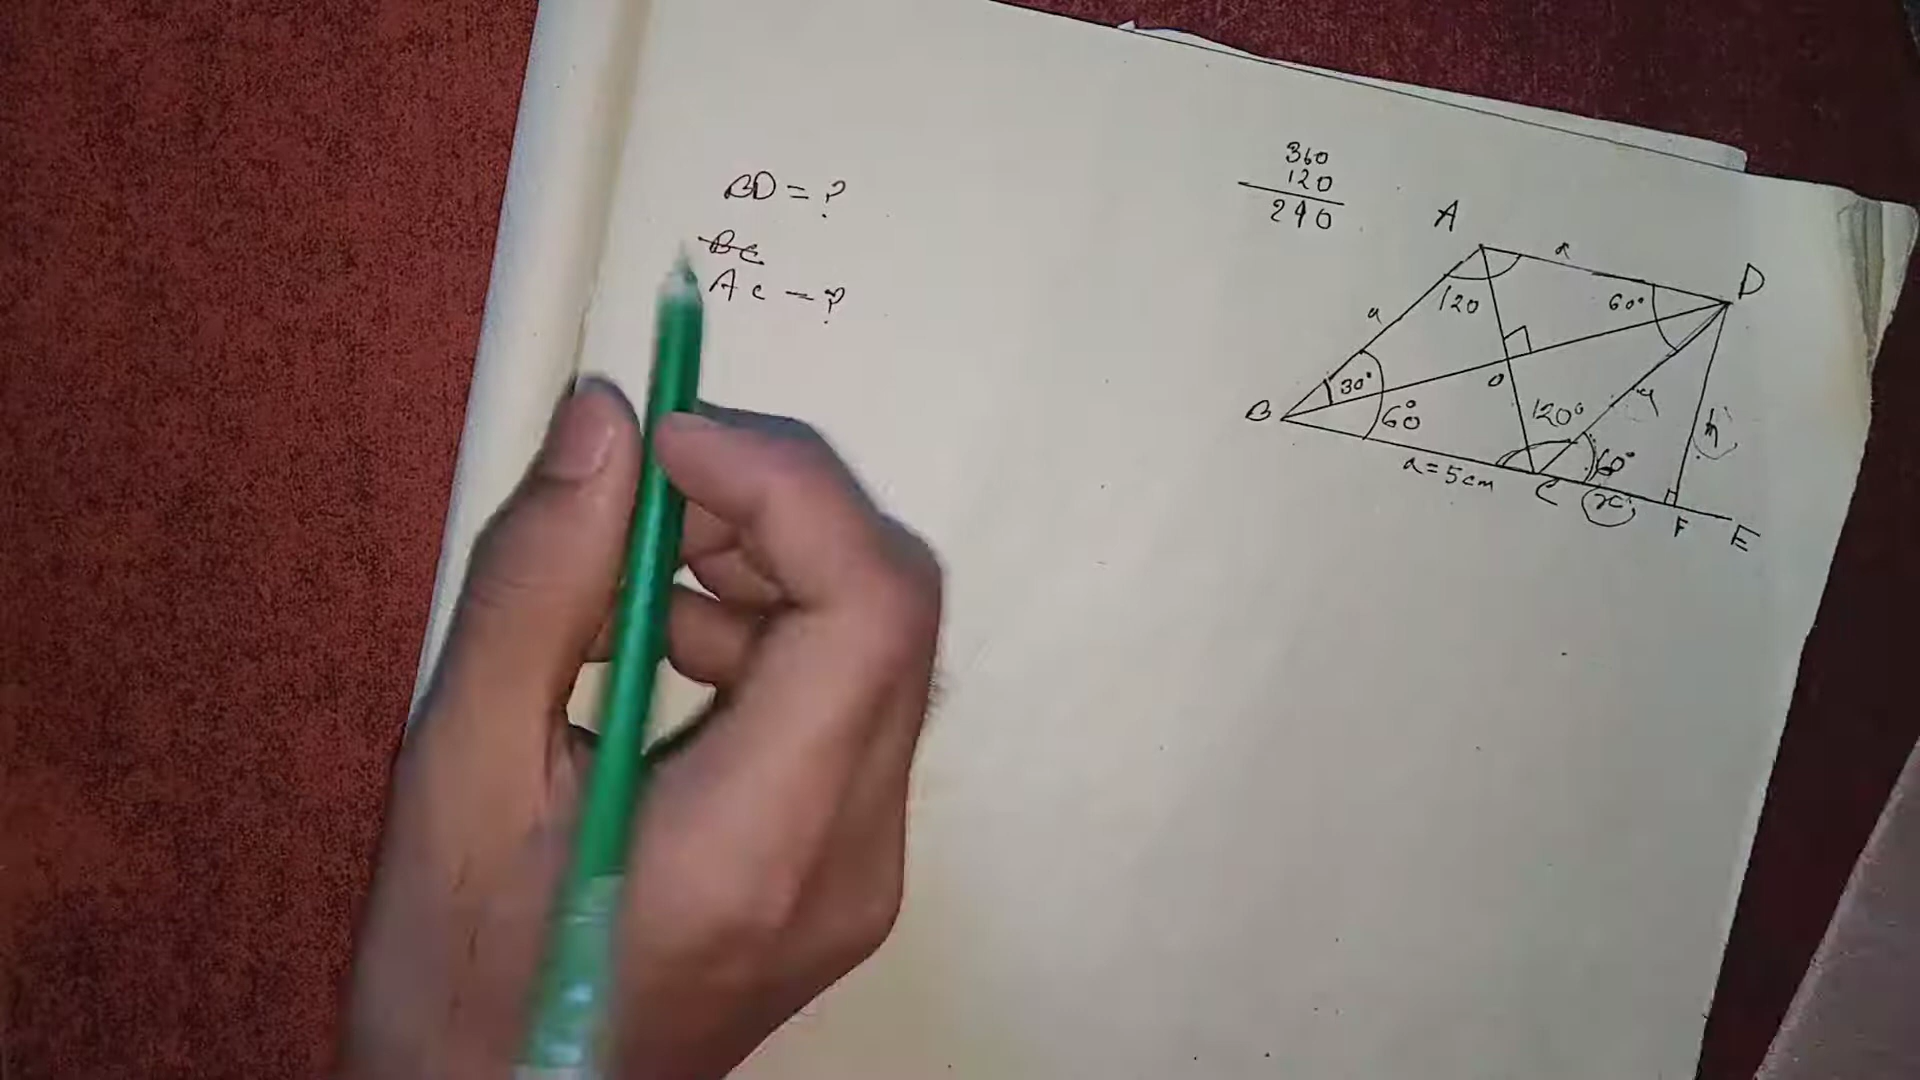 BD = ?
Bc
Ac = ?
360
120
240
A
a
D
120
60°
a
30°
O
a
B
60°
120°
h
60°
a = 5cm
C
x
F
E